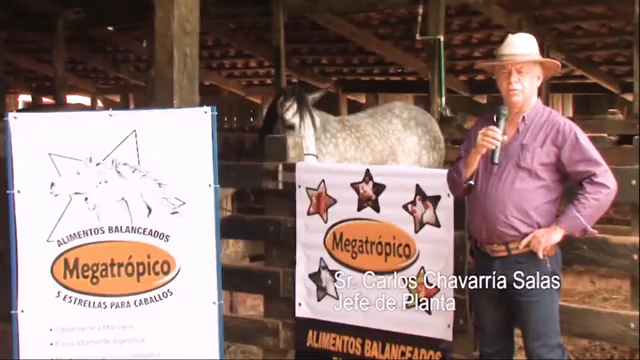 ALIMENTOS BALANCEADOS
Megatrópico
5 ESTRELLAS PARA CABALLOS
Megatrópico
ALIMENTOS BALANCEADOS
Sr. Carlos Chavarría Salas
Jefe de Planta